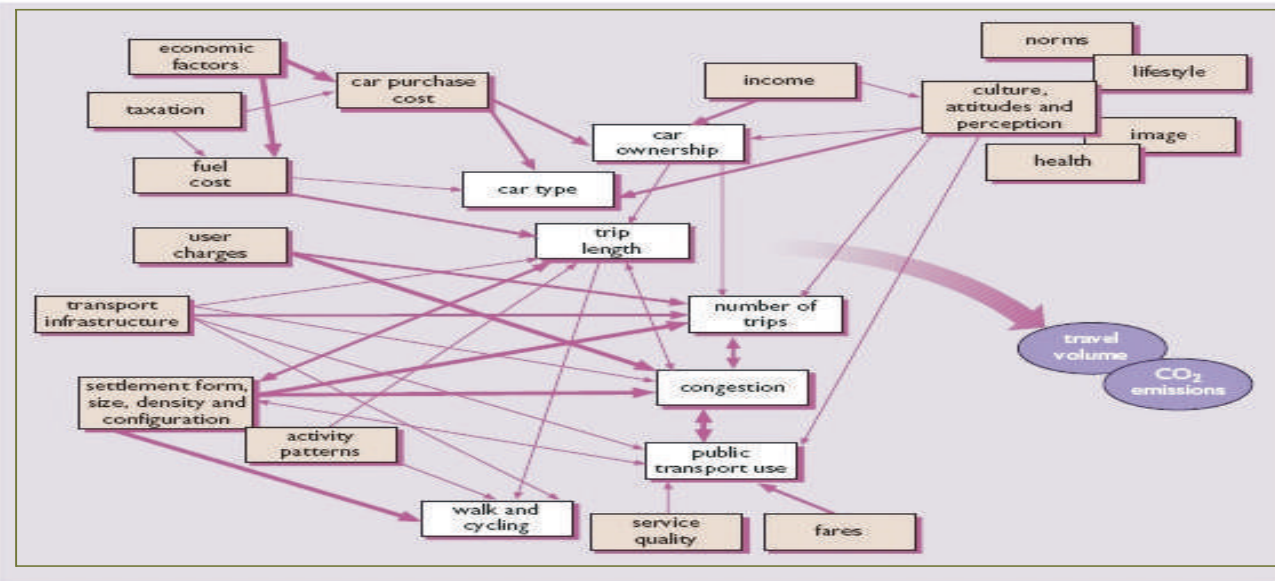 economic
factors
car purchase
cost
taxation
fuel
cost
income
norms
lifestyle
culture,
attitudes and
perception
image
health
car
ownership
car type
trip
length
user
charges
transport
infrastructure
number of
trips
travel
volume
CO₂
emissions
settlement form,
size, density and
configuration
congestion
activity
patterns
public
transport use
walk and
cycling
service
quality
fares